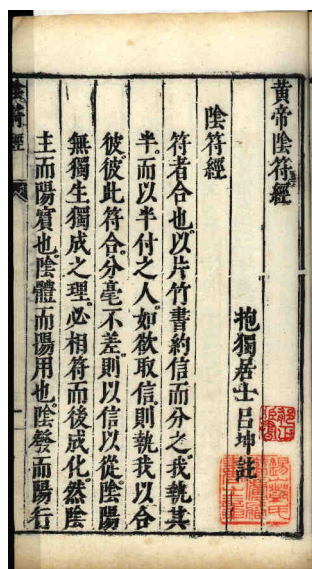 黃帝陰符經
抱獨居士呂坤註
陰符經
符者合也以片竹書約信而分之我執其
半而以半付之人如欲取信則執我以合
彼彼此符合分毫不差則以信以從陰陽
無獨生獨成之理必相符而後成化然陰
主而陽賓也陰體而陽用也陰發而陽行
陰符經
一